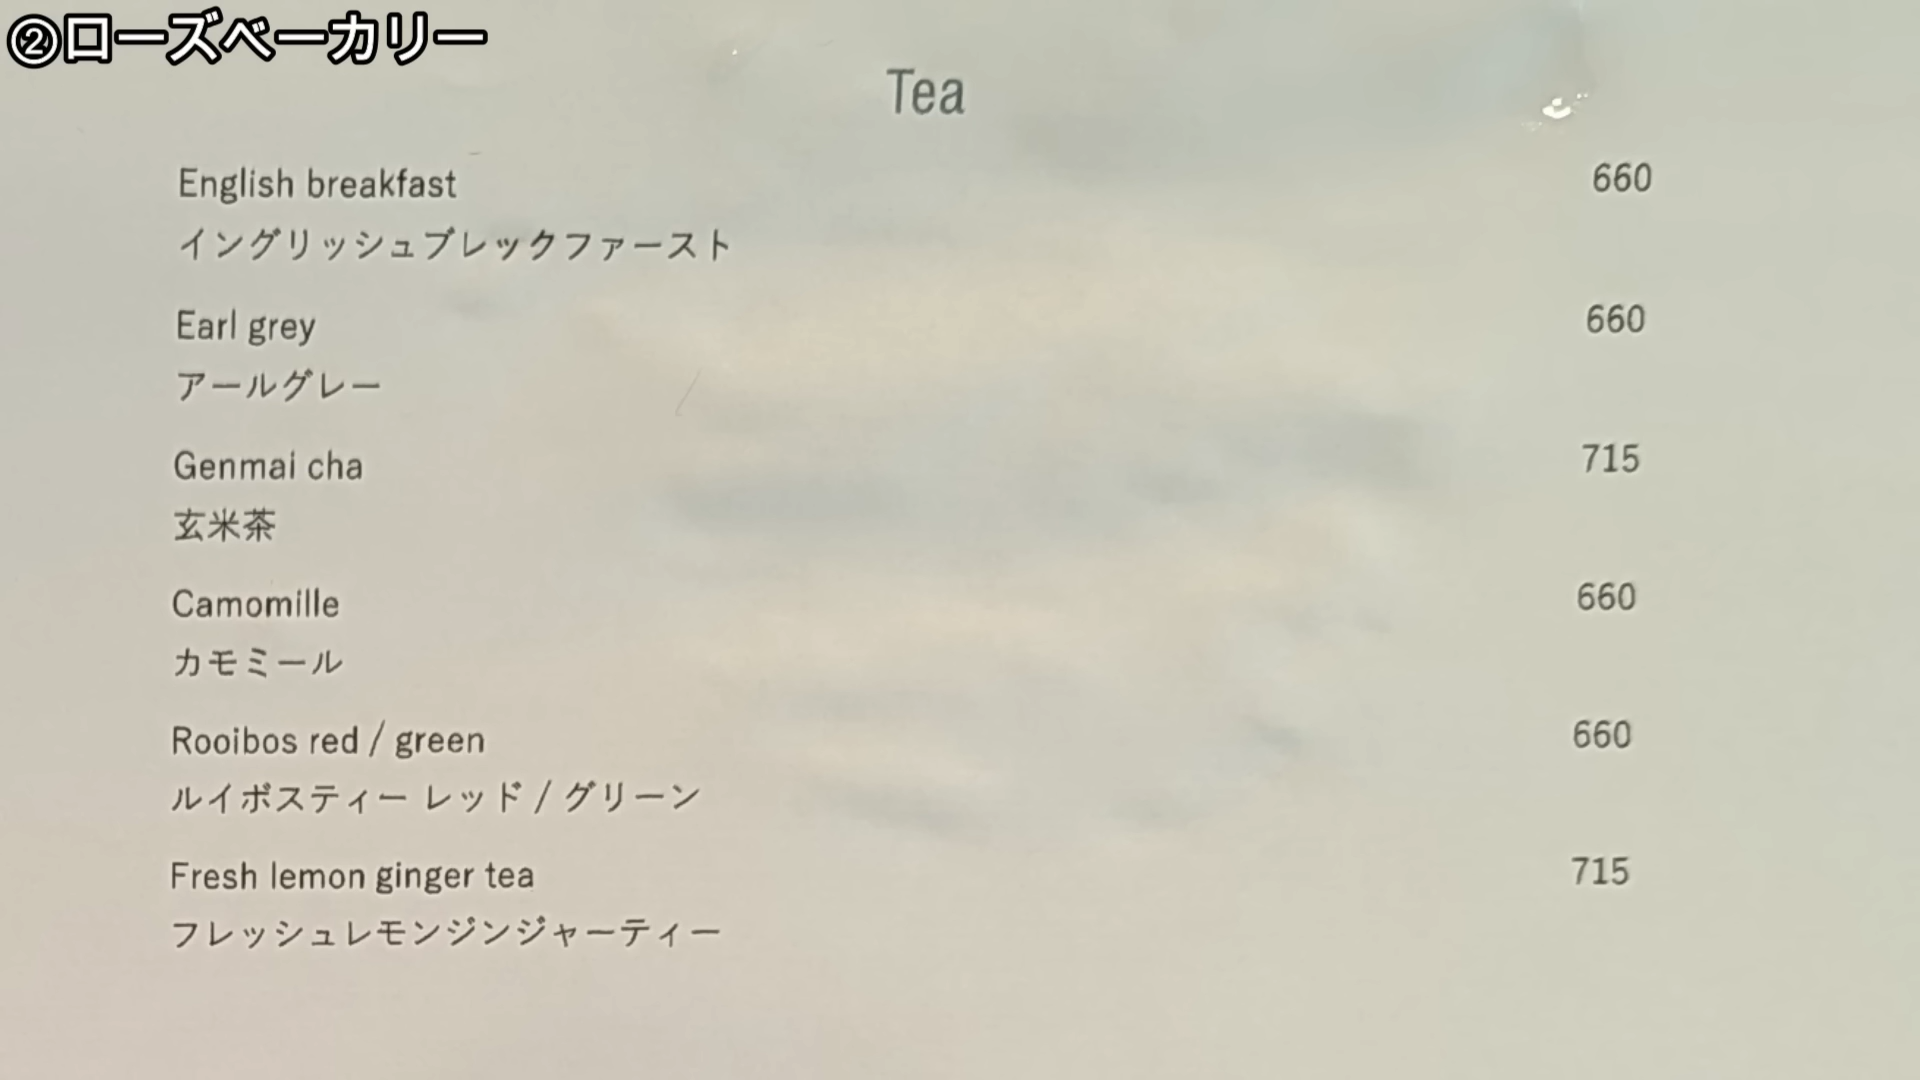 ②ローズベーカリー
Tea
English breakfast 660
イングリッシュブレックファースト
Earl grey 660
アールグレー
Genmai cha 715
玄米茶
Camomille 660
カモミール
Rooibos red / green 660
ルイボスティー レッド / グリーン
Fresh lemon ginger tea 715
フレッシュレモンジンジャーティー